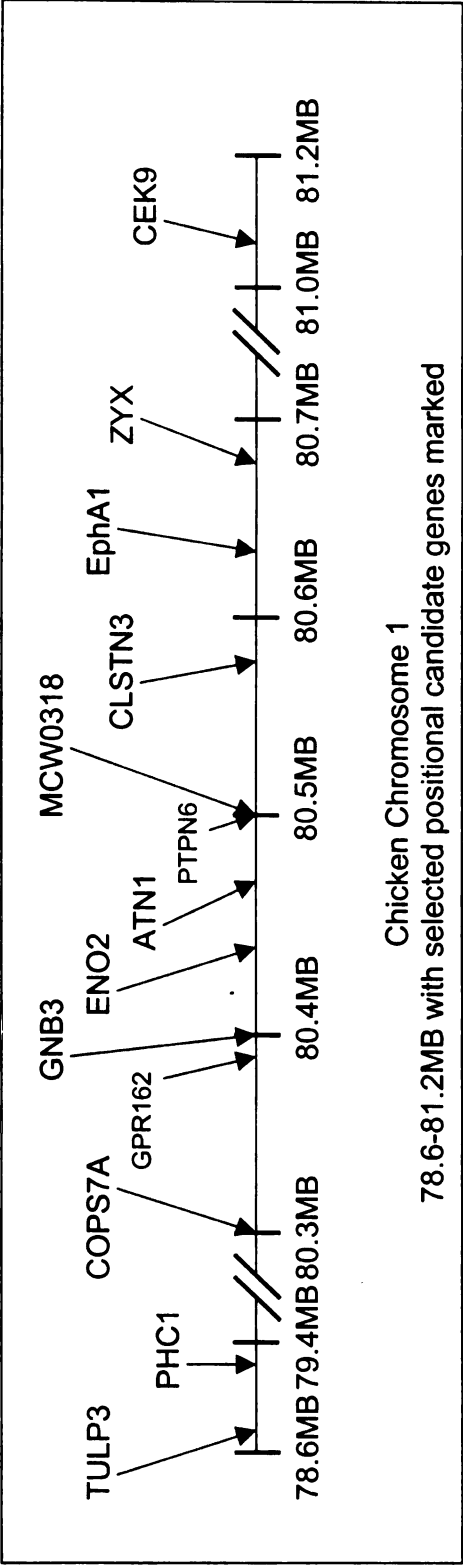 TULP3
PHC1
COPS7A
GPR162
GNB3
ENO2
ATN1
PTPN6
MCW0318
CLSTN3
EphA1
ZYX
CEK9
78.6MB 79.4MB 80.3MB 80.4MB 80.5MB 80.6MB 80.7MB 81.0MB 81.2MB
Chicken Chromosome 1
78.6-81.2MB with selected positional candidate genes marked